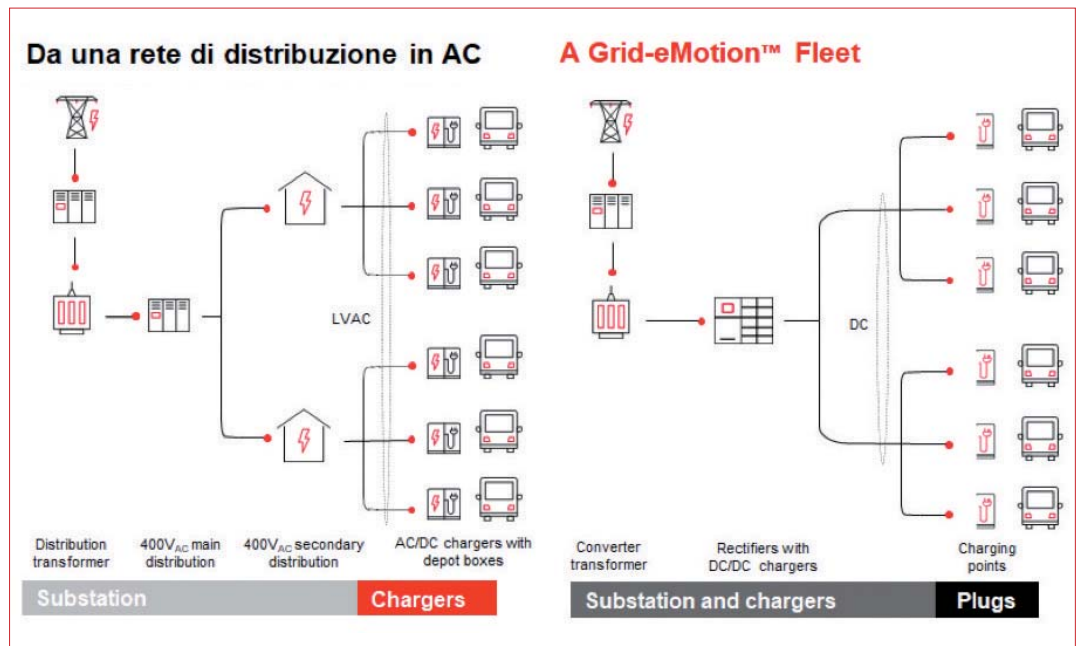 Da una rete di distribuzione in AC
A Grid-eMotion™ Fleet
LVAC
DC
Distribution
transformer
400VAC main
distribution
400VAC secondary
distribution
AC/DC chargers with
depot boxes
Converter
transformer
Rectifiers with
DC/DC chargers
Charging
points
Substation
Chargers
Substation and chargers
Plugs